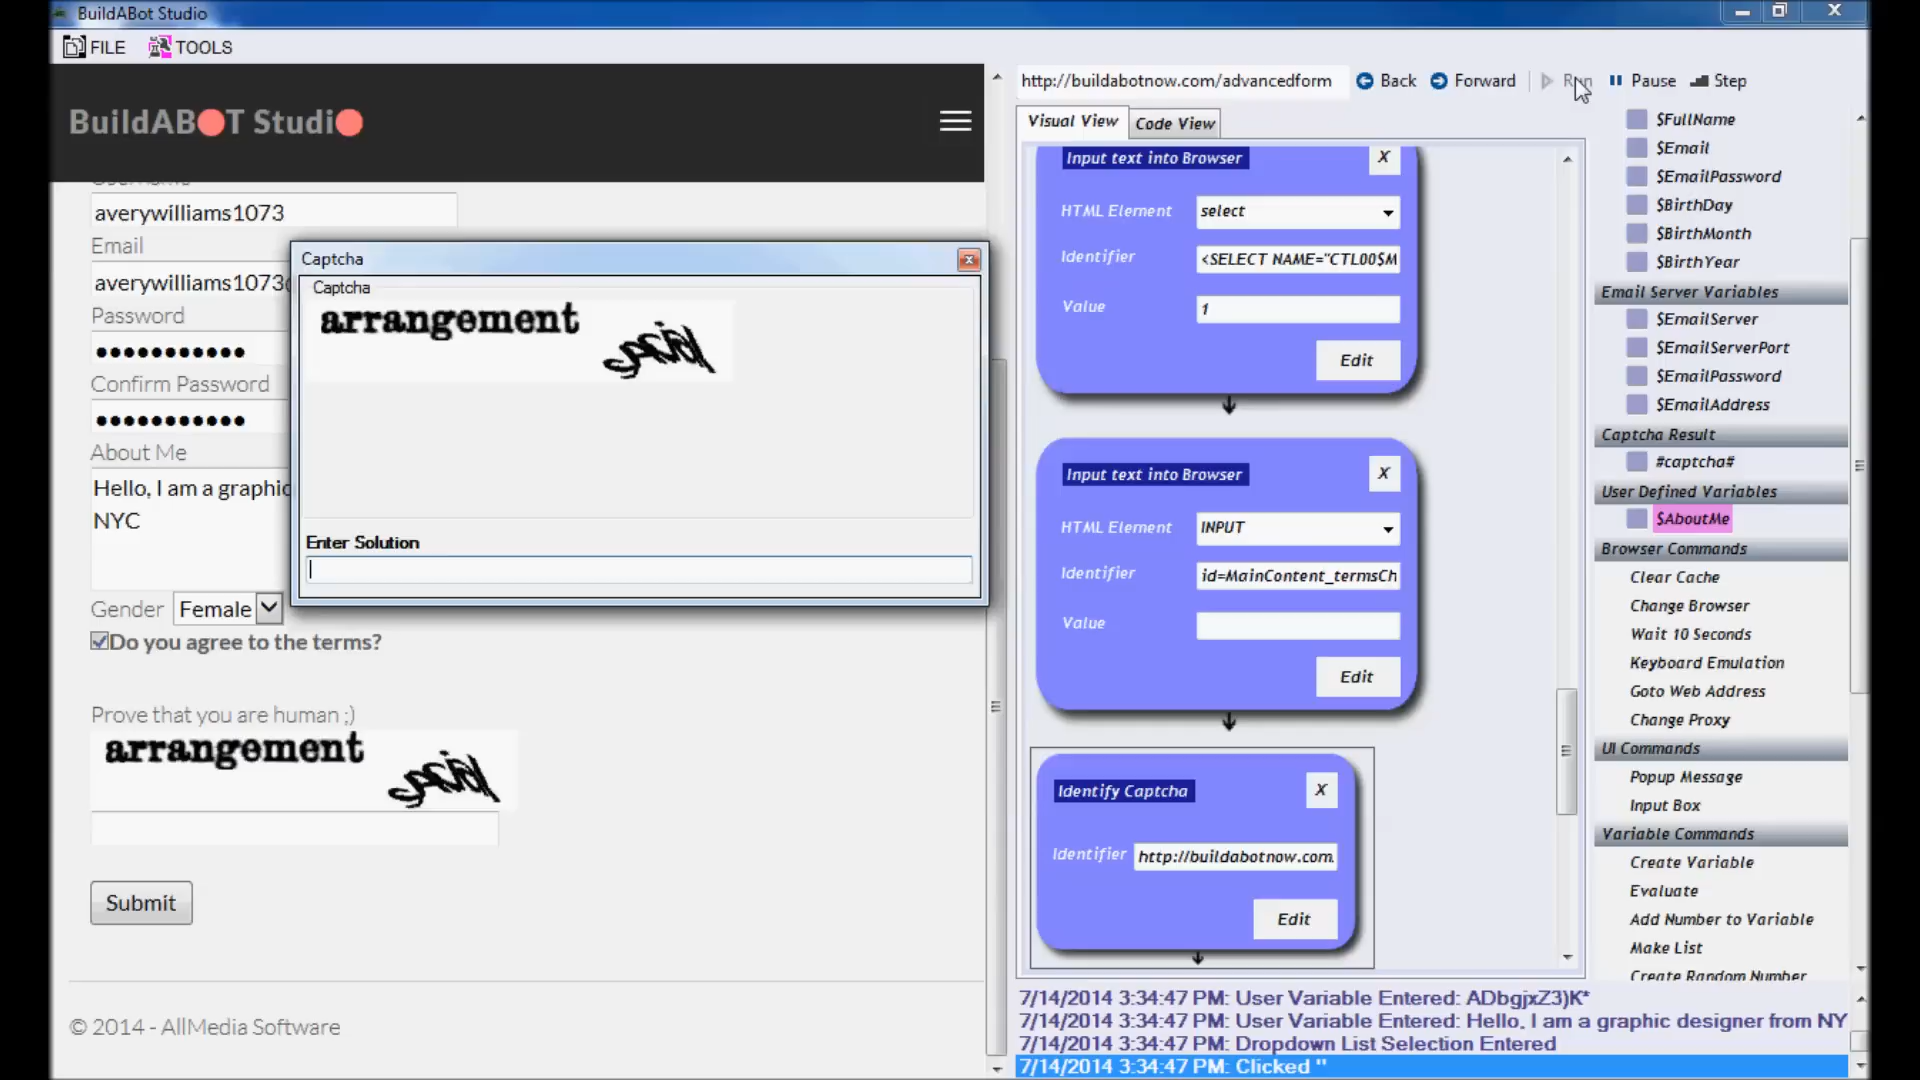 BuildABot Studio
FILE TOOLS
BuildABOT StudiO
averywilliams1073
Email
averywilliams1073
Password
Confirm Password
About Me
Hello, I am a graphic
NYC
Gender Female
Do you agree to the terms?
Prove that you are human ;)
arrangement
Submit
© 2014 - AllMedia Software
Captcha
Captcha
arrangement
Enter Solution
http://buildabotnow.com/advancedform Back Forward Run Pause Step
Visual View Code View
Input text into Browser X
HTML Element select
Identifier <SELECT NAME="CTL00$M
Value 1
Edit
Input text into Browser X
HTML Element INPUT
Identifier id=MainContent_termsCh
Value
Edit
Identify Captcha X
Identifier http://buildabotnow.com.
Edit
$FullName
$Email
$EmailPassword
$BirthDay
$BirthMonth
$BirthYear
Email Server Variables
$EmailServer
$EmailServerPort
$EmailPassword
$EmailAddress
Captcha Result
#captcha#
User Defined Variables
$AboutMe
Browser Commands
Clear Cache
Change Browser
Wait 10 Seconds
Keyboard Emulation
Goto Web Address
Change Proxy
UI Commands
Popup Message
Input Box
Variable Commands
Create Variable
Evaluate
Add Number to Variable
Make List
Create Random Number
7/14/2014 3:34:47 PM: User Variable Entered: ADbgjxZ3)K*
7/14/2014 3:34:47 PM: User Variable Entered: Hello, I am a graphic designer from NY
7/14/2014 3:34:47 PM: Dropdown List Selection Entered
7/14/2014 3:34:47 PM: Clicked ''